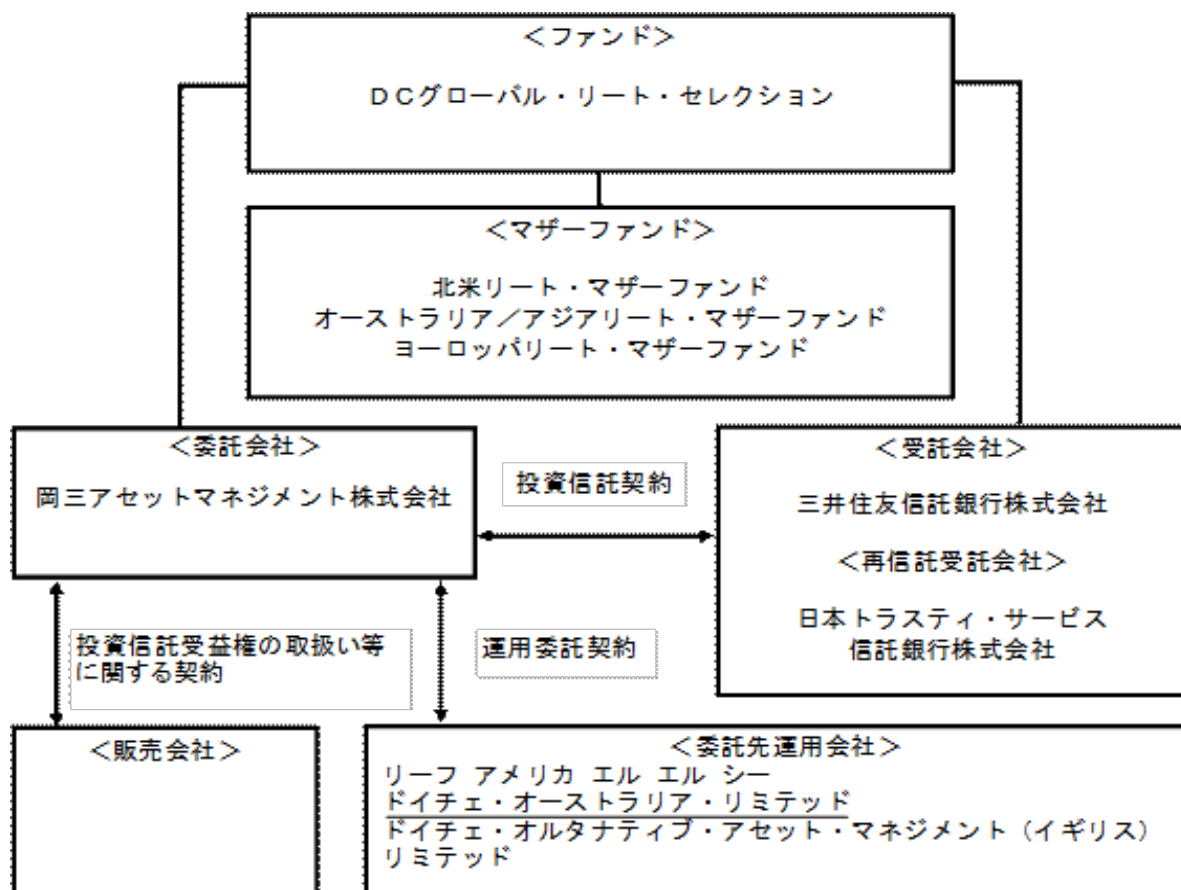 <ファンド>
DCグローバル・リート・セレクション
<マザーファンド>
北米リート・マザーファンド
オーストラリア/アジアリート・マザーファンド
ヨーロッパリート・マザーファンド
<委託会社>
岡三アセットマネジメント株式会社
投資信託契約
<受託会社>
三井住友信託銀行株式会社
<再信託受託会社>
日本トラスティ・サービス
信託銀行株式会社
投資信託受益権の取扱い等
に関する契約
運用委託契約
<販売会社>
<委託先運用会社>
リーフ アメリカ エル エル シー
ドイチェ・オーストラリア・リミテッド
ドイチェ・オルタナティブ・アセット・マネジメント(イギリス)
リミテッド